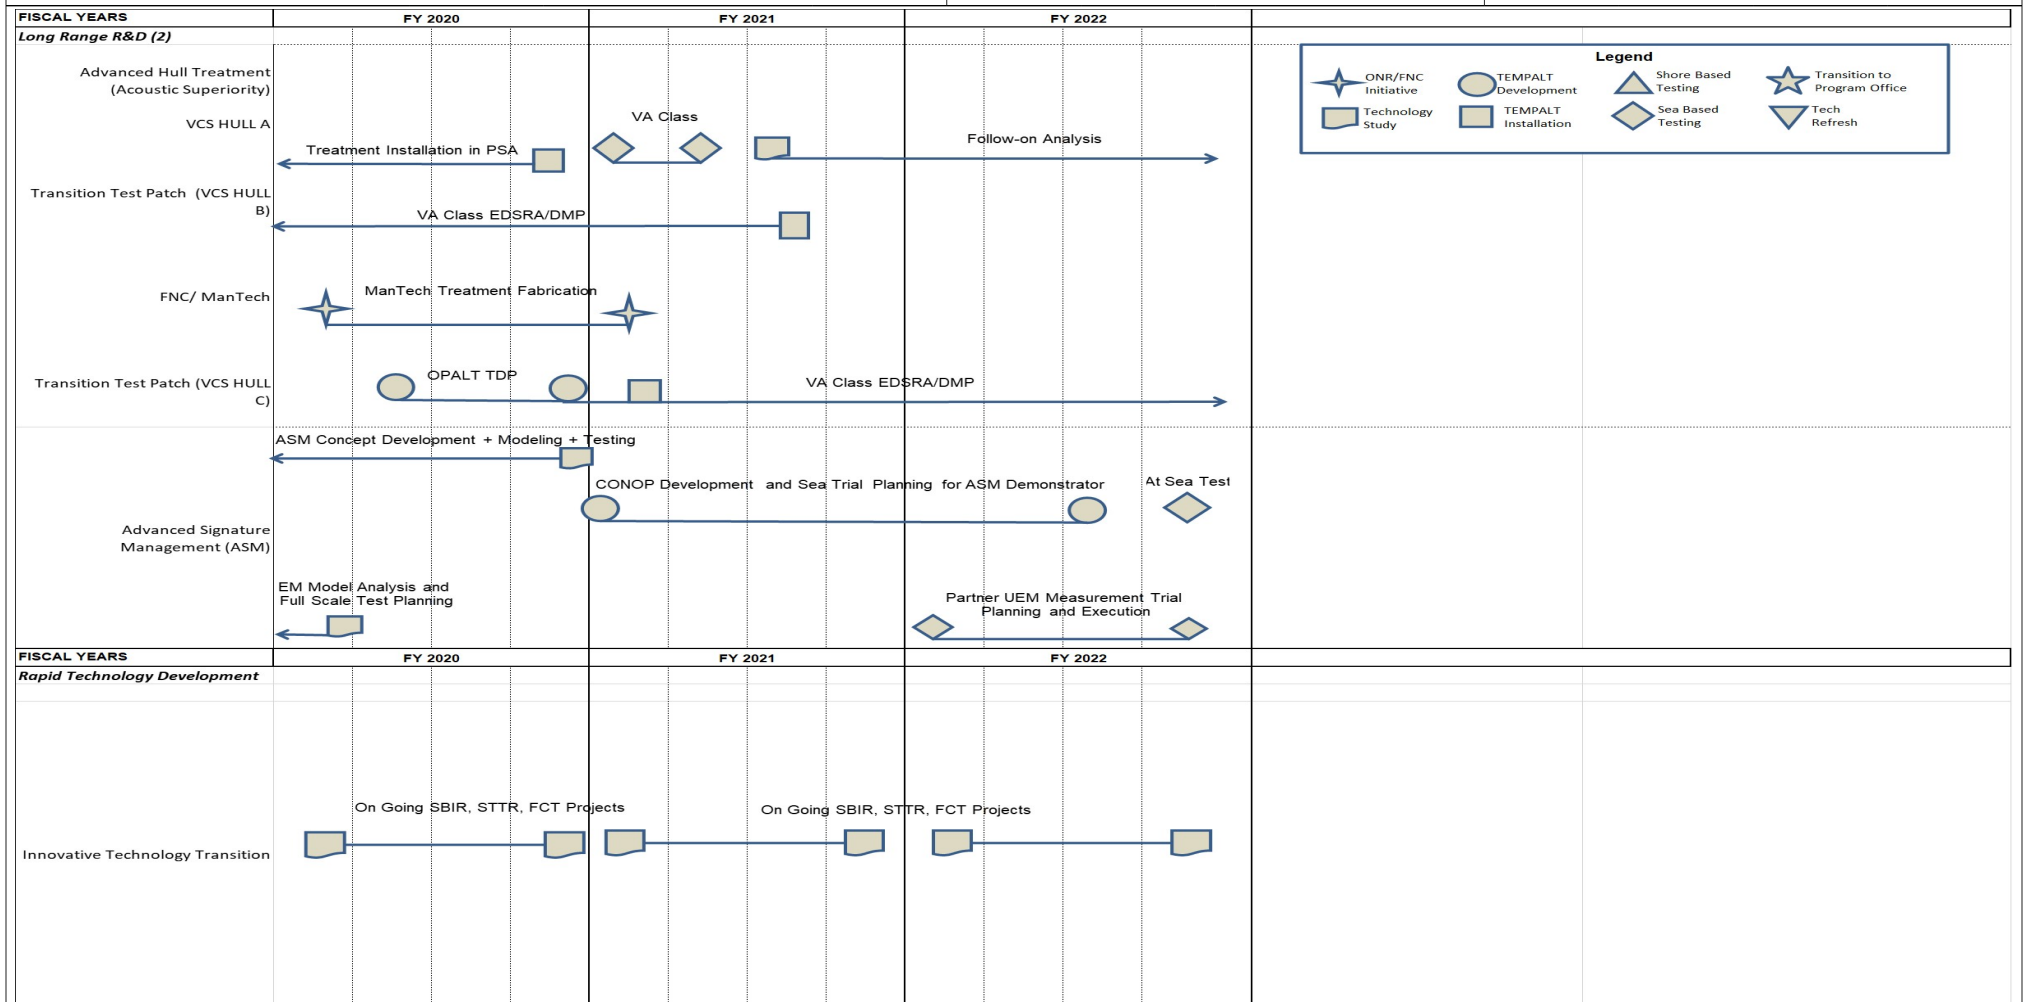 FISCAL YEARS FY 2020 FY 2021 FY 2022
Long Range R&D (2)
Legend
ONR/FNC
Initiative
TEMPALT
Development
Shore Based
Testing
Transition to
Program Office
Technology
Study
TEMPALT
Installation
Sea Based
Testing
Tech
Refresh
Advanced Hull Treatment
(Acoustic Superiority)
VCS HULL A
Treatment Installation in PSA
VA Class
Follow-on Analysis
Transition Test Patch (VCS HULL
B)
VA Class EDSRA/DMP
FNC/ ManTech
ManTech Treatment Fabrication
Transition Test Patch (VCS HULL
C)
OPALT TDP
VA Class EDSRA/DMP
ASM Concept Development + Modeling + Testing
CONOP Development and Sea Trial Planning for ASM Demonstrator
At Sea Test
Advanced Signature
Management (ASM)
EM Model Analysis and
Full Scale Test Planning
Partner UEM Measurement Trial
Planning and Execution
FISCAL YEARS FY 2020 FY 2021 FY 2022
Rapid Technology Development
On Going SBIR, STTR, FCT Projects
On Going SBIR, STTR, FCT Projects
Innovative Technology Transition